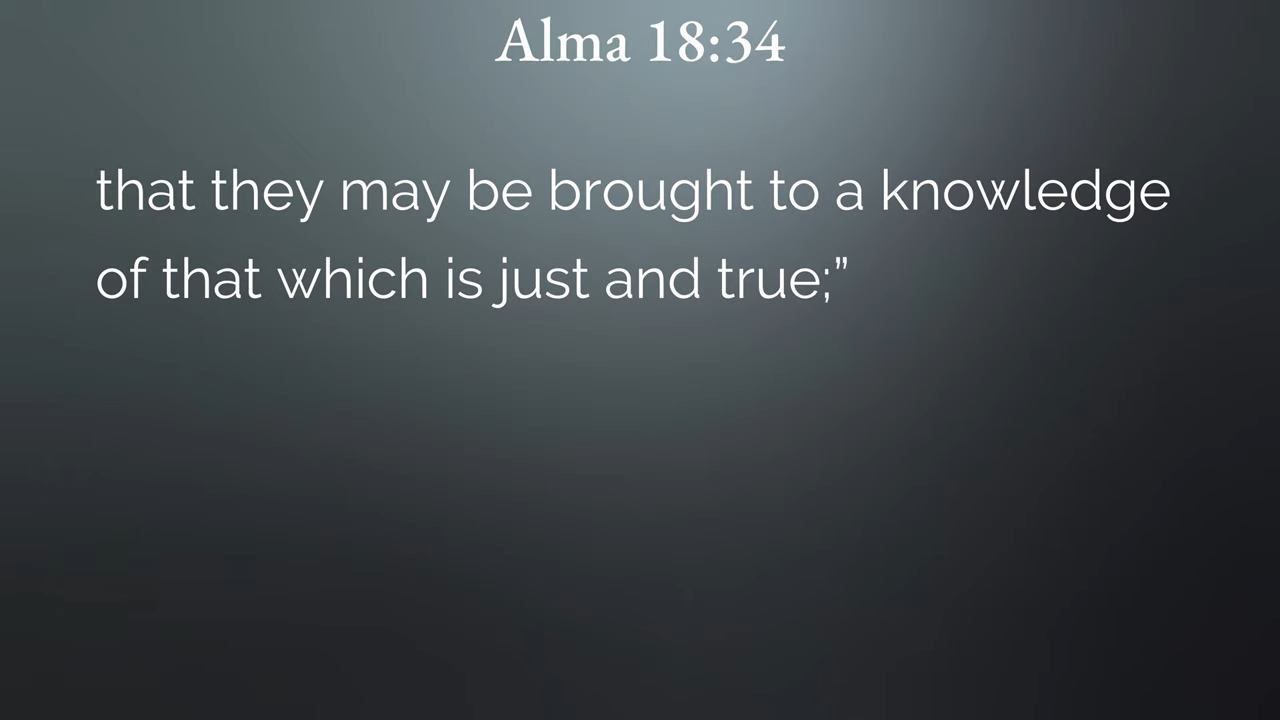 Alma 18:34
that they may be brought to a knowledge
of that which is just and true;”